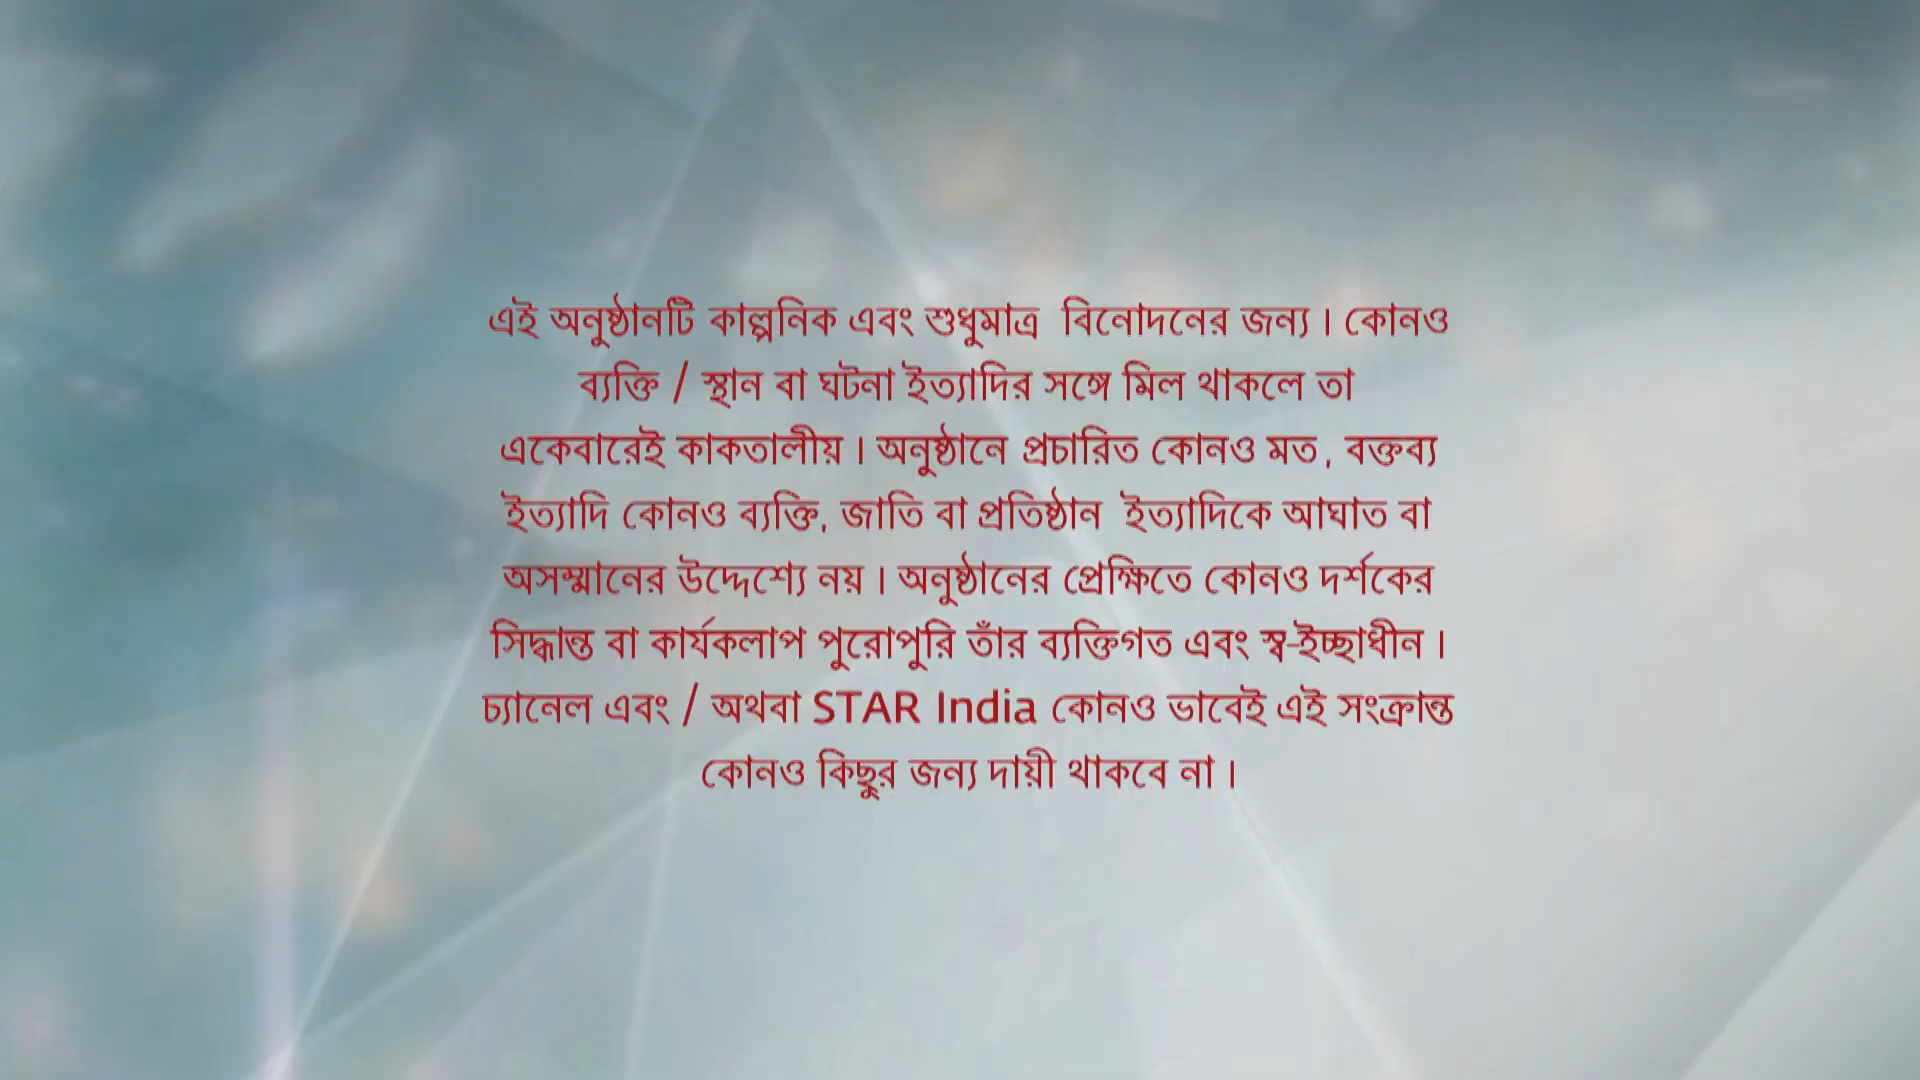 এই অনুষ্ঠানটি কাল্পনিক এবং শুধুমাত্র বিনোদনের জন্য। কোনও
ব্যক্তি / স্থান বা ঘটনা ইত্যাদির সঙ্গে মিল থাকলে তা
একেবারেই কাকতালীয়। অনুষ্ঠানে প্রচারিত কোনও মত, বক্তব্য
ইত্যাদি কোনও ব্যক্তি, জাতি বা প্রতিষ্ঠান ইত্যাদিকে আঘাত বা
অসম্মানের উদ্দেশ্যে নয়। অনুষ্ঠানের প্রেক্ষিতে কোনও দর্শকের
সিদ্ধান্ত বা কার্যকলাপ পুরোপুরি তাঁর ব্যক্তিগত এবং স্ব-ইচ্ছাধীন।
চ্যানেল এবং / অথবা STAR India কোনও ভাবেই এই সংক্রান্ত
কোনও কিছুর জন্য দায়ী থাকবে না।